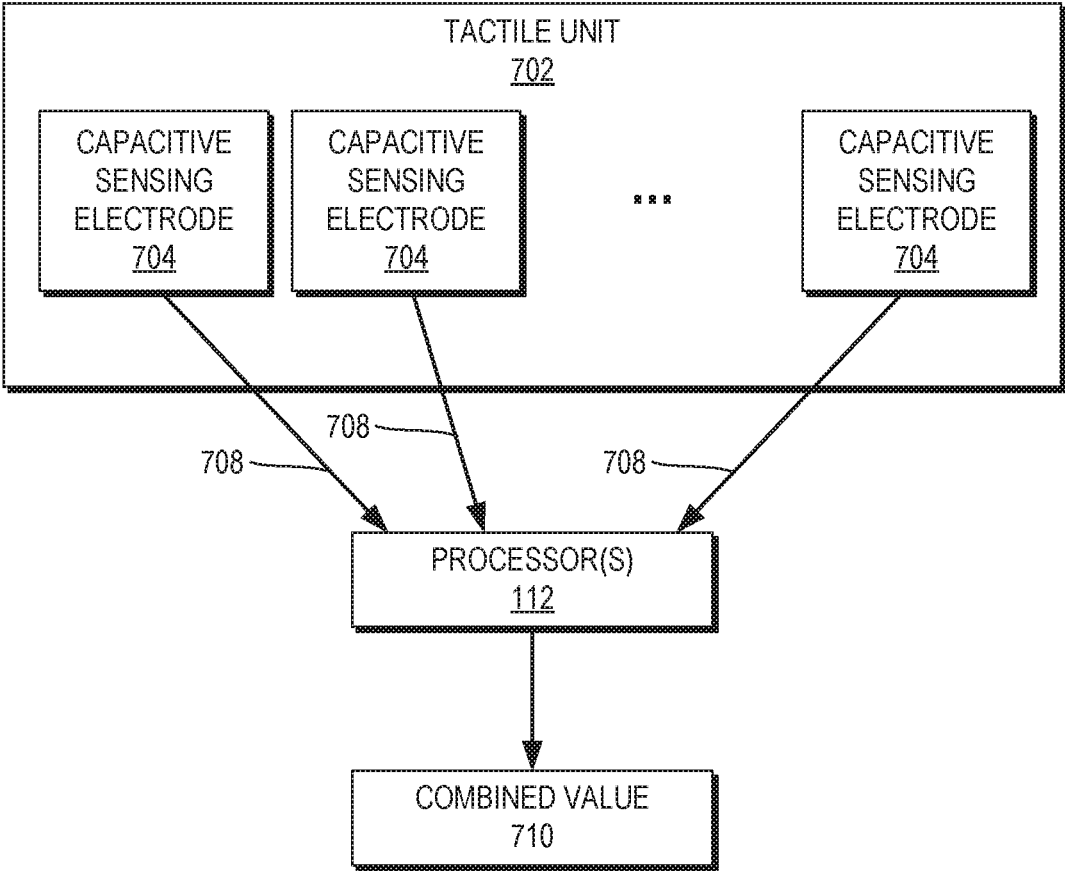 TACTILE UNIT
702
CAPACITIVE
SENSING
ELECTRODE
704
CAPACITIVE
SENSING
ELECTRODE
704
...
CAPACITIVE
SENSING
ELECTRODE
704
708
708
708
PROCESSOR(S)
112
COMBINED VALUE
710